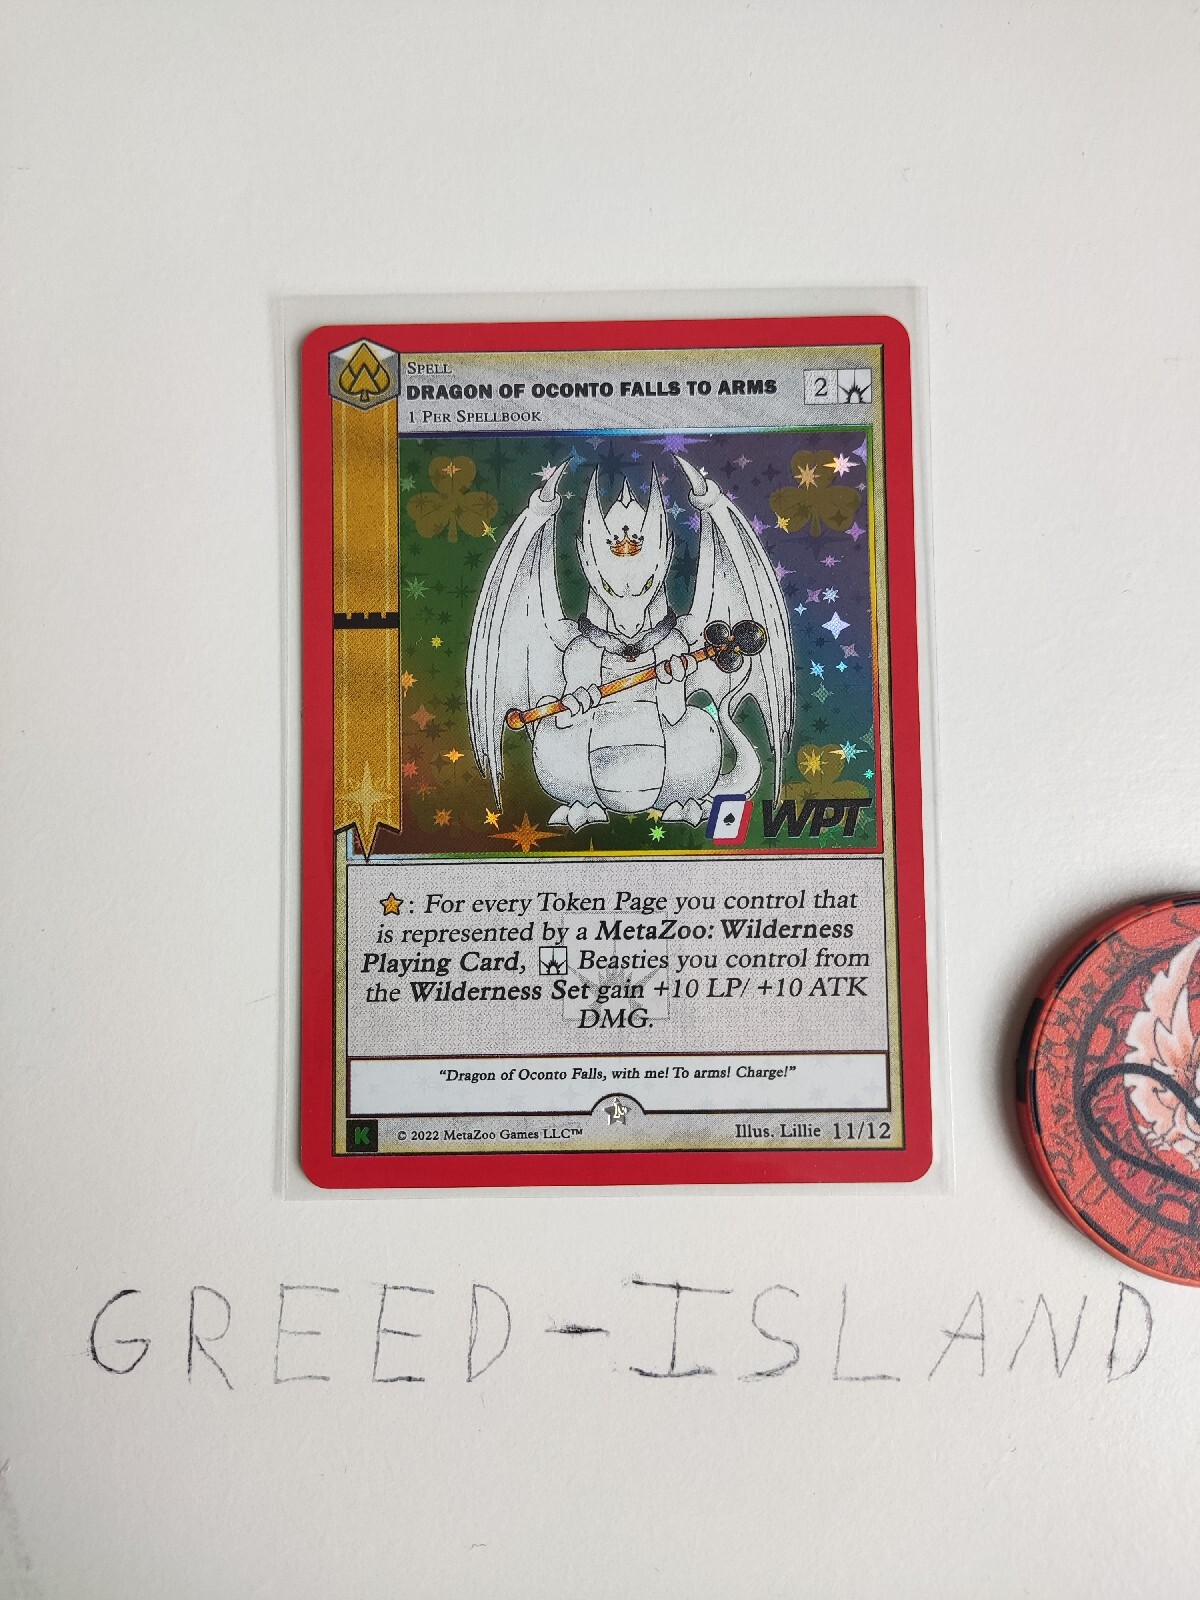 SPELL
DRAGON OF OCONTO FALLS TO ARMS
1 PER SPELLBOOK
2
WPT
: For every Token Page you control that
is represented by a MetaZoo: Wilderness
Playing Card, Beasties you control from
the Wilderness Set gain +10 LP/ +10 ATK
DMG.
“Dragon of Oconto Falls, with me! To arms! Charge!”
K © 2022 MetaZoo Games LLC™ Illus. Lillie 11/12
GREED-ISLAND